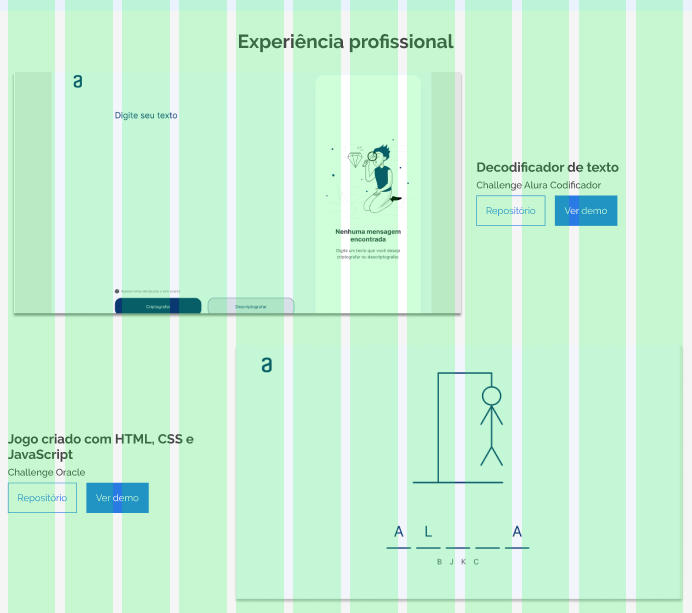 Experiência profissional
a
Digite seu texto
Nenhuma mensagem
encontrada
Digite um texto que você deseja
criptografar ou descriptografar.
Criptografar
Descriptografar
Decodificador de texto
Challenge Alura Codificador
Repositório
Ver demo
a
A L A
B J K C
Jogo criado com HTML, CSS e
JavaScript
Challenge Oracle
Repositório
Ver demo